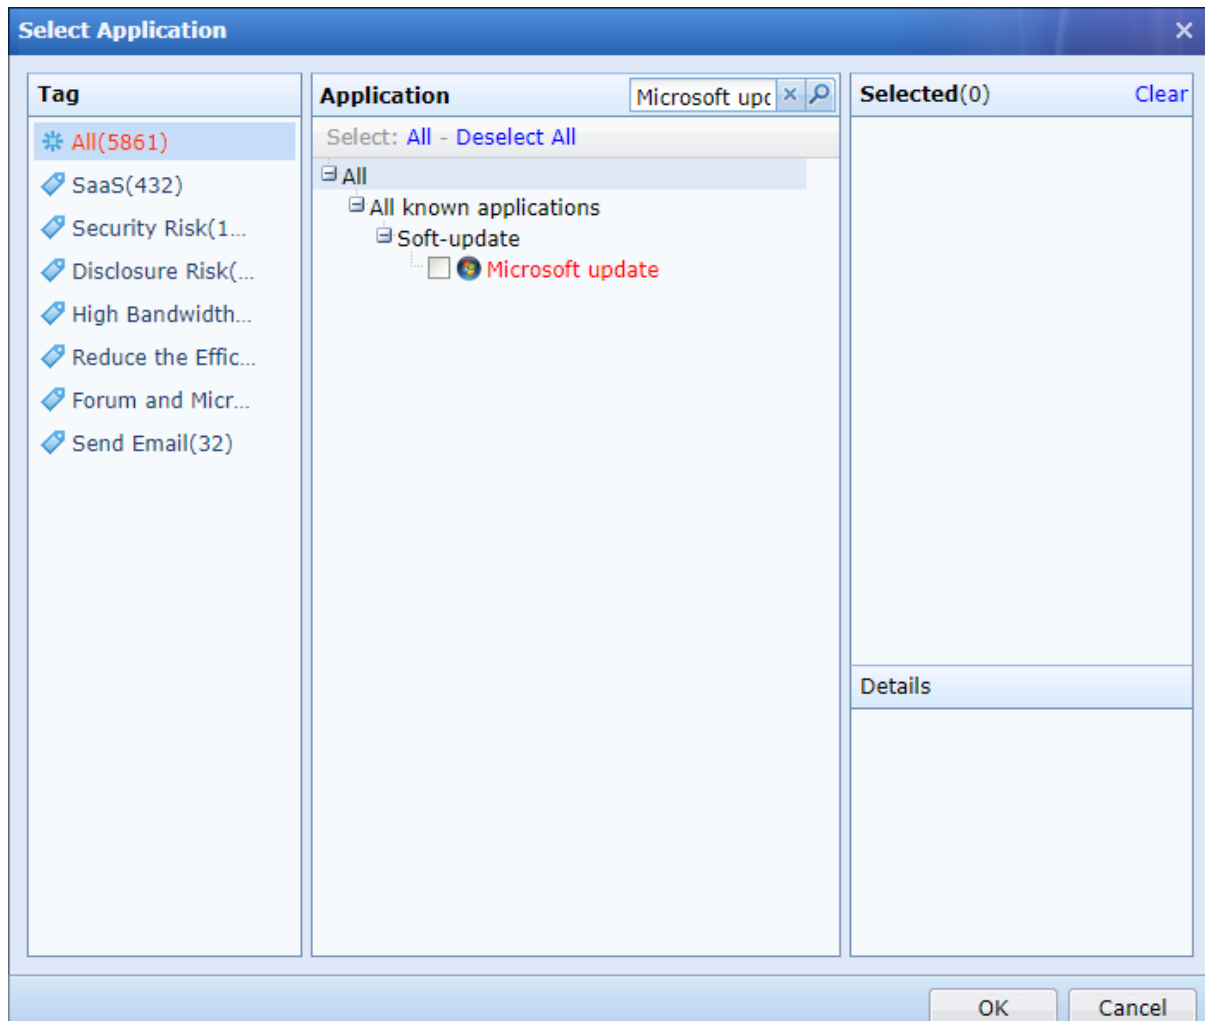 Select Application
Tag
All(5861)
SaaS(432)
Security Risk(1...
Disclosure Risk(...
High Bandwidth...
Reduce the Effic...
Forum and Micr...
Send Email(32)
Application
Microsoft upd
Select: All - Deselect All
All
All known applications
Soft-update
Microsoft update
Selected(0)
Clear
Details
OK
Cancel